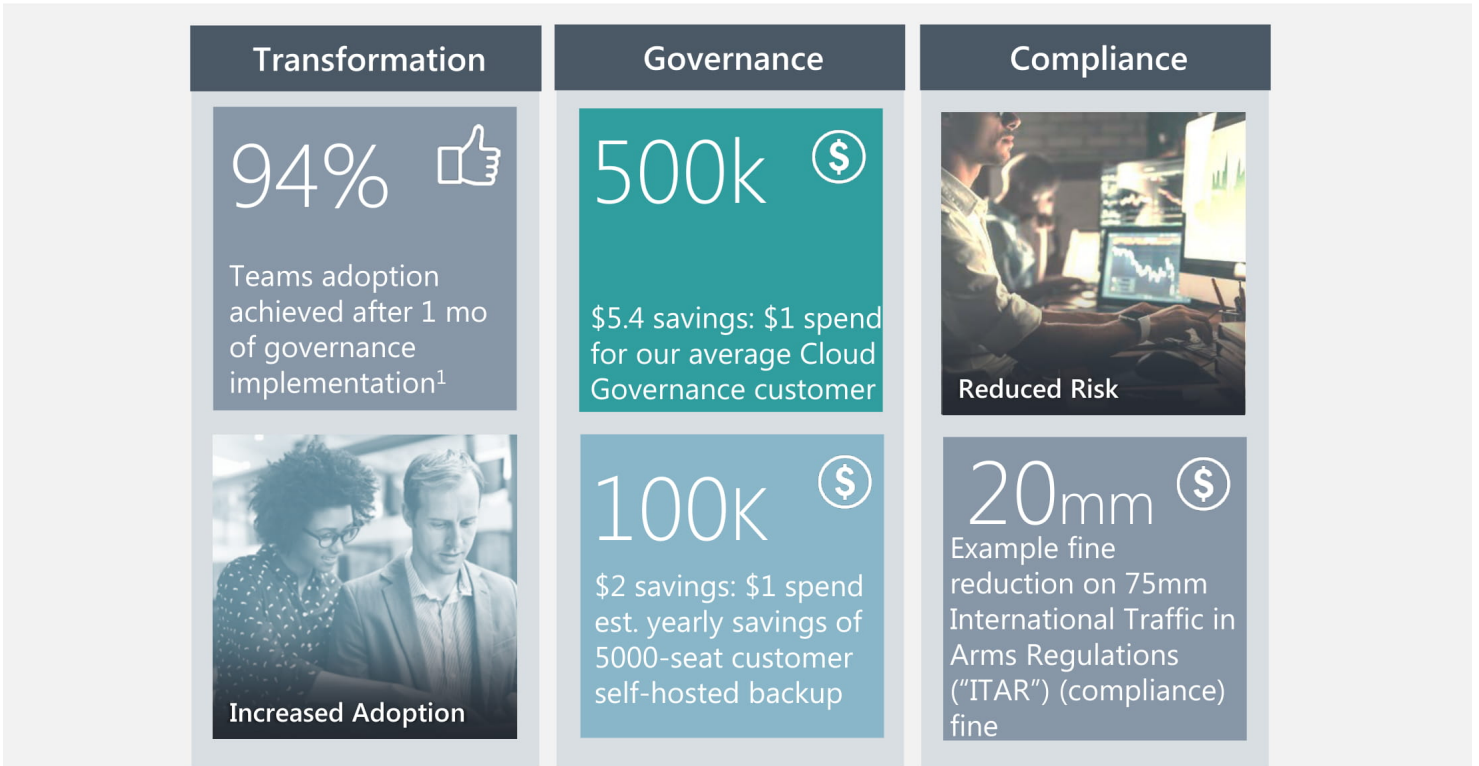 Transformation
94%
Teams adoption
achieved after 1 mo
of governance
implementation1
Increased Adoption
Governance
500k
$
$5.4 savings: $1 spend
for our average Cloud
Governance customer
100K
$
$2 savings: $1 spend
est. yearly savings of
5000-seat customer
self-hosted backup
Compliance
Reduced Risk
20mm
$
Example fine
reduction on 75mm
International Traffic in
Arms Regulations
(“ITAR”) (compliance)
fine